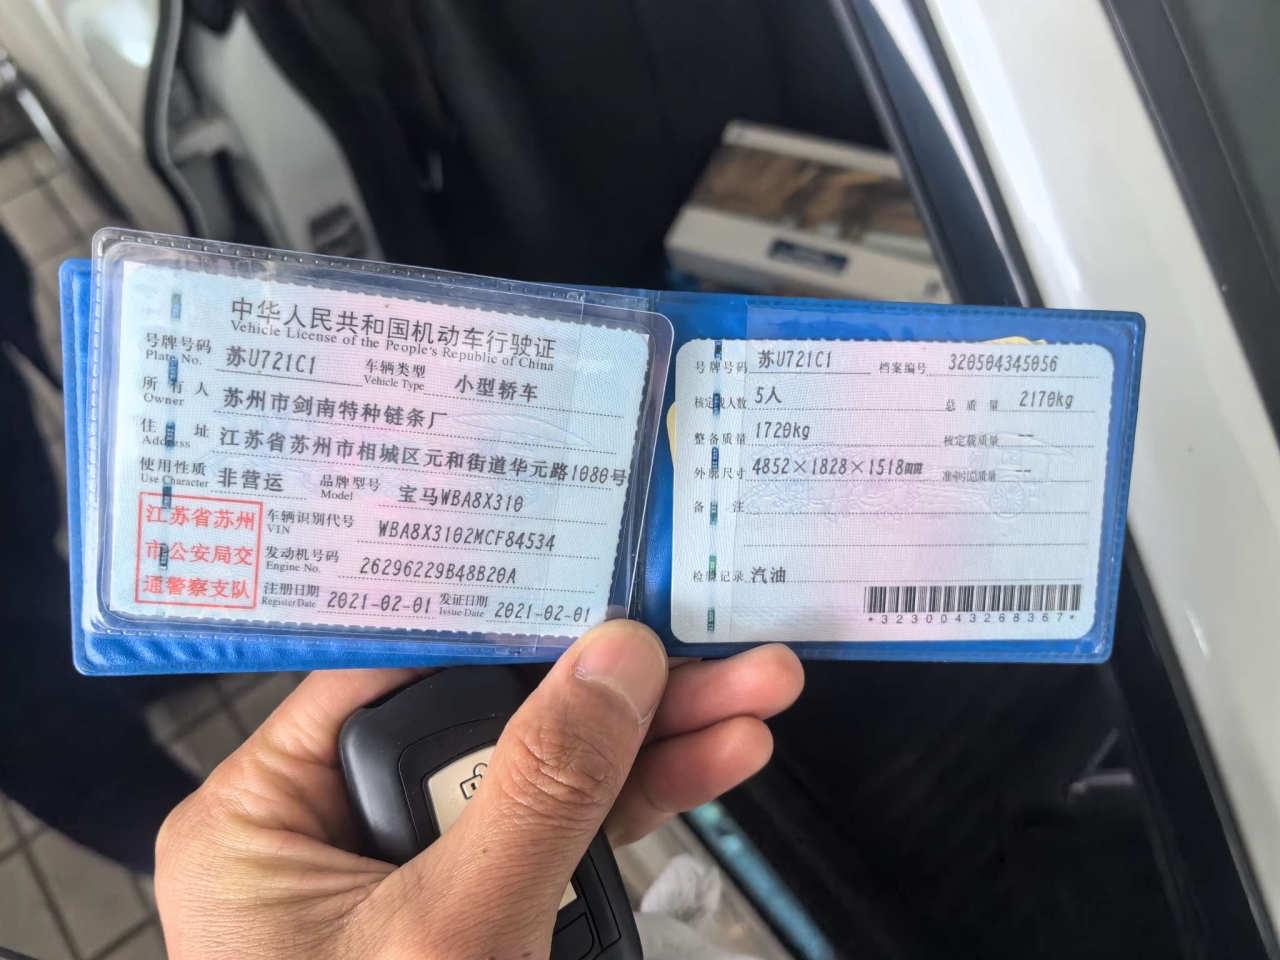 中华人民共和国机动车行驶证
Vehicle License of the People's Republic of China
号牌号码 苏U721C1 车辆类型 小型轿车
Plate No. Vehicle Type
所有人 苏州市剑南特种链条厂
Owner
住址 江苏省苏州市相城区元和街道华元路1080号
Address
使用性质 非营运 品牌型号 宝马WBA8X310
Use Character Model
江苏省苏州
市公安局交
通警察支队
车辆识别代号 WBA8X3102MCF84534
VIN
发动机号码 26296229B48B20A
Engine No.
注册日期 2021-02-01 发证日期 2021-02-01
Register Date Issue Date
号牌号码 苏U721C1 档案编号 320504345056
核定载人数 5人 总质量 2170kg
整备质量 1720kg 核定载质量 —
外廓尺寸 4852×1828×1518mm 准牵引总质量 —
备注
检验记录 汽油
*3230043268367*